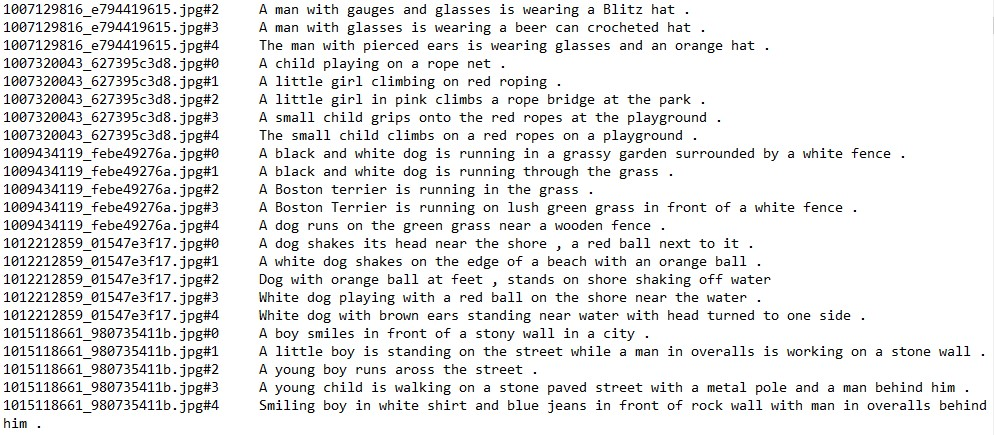 1007129816_e794419615.jpg#2 A man with gauges and glasses is wearing a Blitz hat .
1007129816_e794419615.jpg#3 A man with glasses is wearing a beer can crocheted hat .
1007129816_e794419615.jpg#4 The man with pierced ears is wearing glasses and an orange hat .
1007320043_627395c3d8.jpg#0 A child playing on a rope net .
1007320043_627395c3d8.jpg#1 A little girl climbing on red roping .
1007320043_627395c3d8.jpg#2 A little girl in pink climbs a rope bridge at the park .
1007320043_627395c3d8.jpg#3 A small child grips onto the red ropes at the playground .
1007320043_627395c3d8.jpg#4 The small child climbs on a red ropes on a playground .
1009434119_febe49276a.jpg#0 A black and white dog is running in a grassy garden surrounded by a white fence .
1009434119_febe49276a.jpg#1 A black and white dog is running through the grass .
1009434119_febe49276a.jpg#2 A Boston terrier is running in the grass .
1009434119_febe49276a.jpg#3 A Boston Terrier is running on lush green grass in front of a white fence .
1009434119_febe49276a.jpg#4 A dog runs on the green grass near a wooden fence .
1012212859_01547e3f17.jpg#0 A dog shakes its head near the shore , a red ball next to it .
1012212859_01547e3f17.jpg#1 A white dog shakes on the edge of a beach with an orange ball .
1012212859_01547e3f17.jpg#2 Dog with orange ball at feet , stands on shore shaking off water
1012212859_01547e3f17.jpg#3 White dog playing with a red ball on the shore near the water .
1012212859_01547e3f17.jpg#4 White dog with brown ears standing near water with head turned to one side .
1015118661_980735411b.jpg#0 A boy smiles in front of a stony wall in a city .
1015118661_980735411b.jpg#1 A little boy is standing on the street while a man in overalls is working on a stone wall .
1015118661_980735411b.jpg#2 A young boy runs aross the street .
1015118661_980735411b.jpg#3 A young child is walking on a stone paved street with a metal pole and a man behind him .
1015118661_980735411b.jpg#4 Smiling boy in white shirt and blue jeans in front of rock wall with man in overalls behind
him .